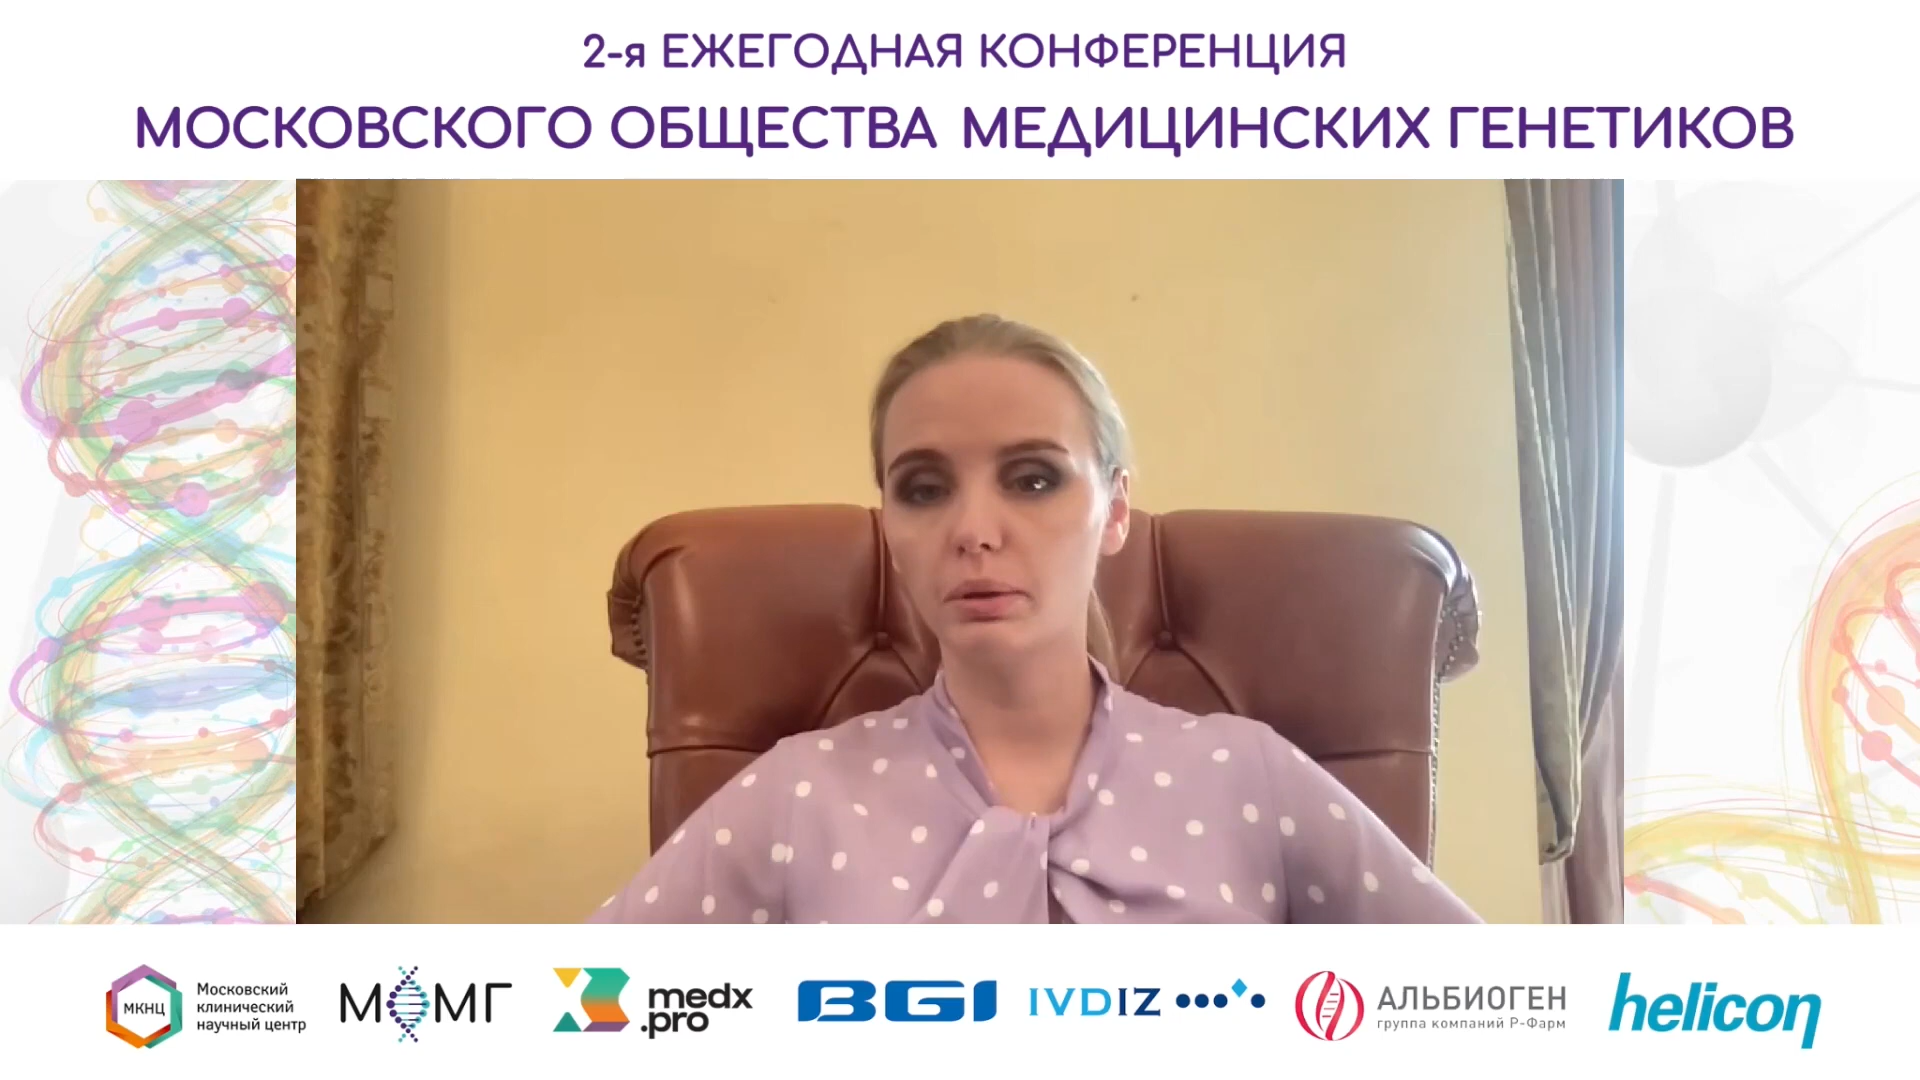 2-я ЕЖЕГОДНАЯ КОНФЕРЕНЦИЯ
МОСКОВСКОГО ОБЩЕСТВА МЕДИЦИНСКИХ ГЕНЕТИКОВ
МКНЦ
Московский
клинический
научный центр
МОМГ
medx
.pro
BGI
IVDIZ
АЛЬБИОГЕН
группа компаний Р-Фарм
helicon